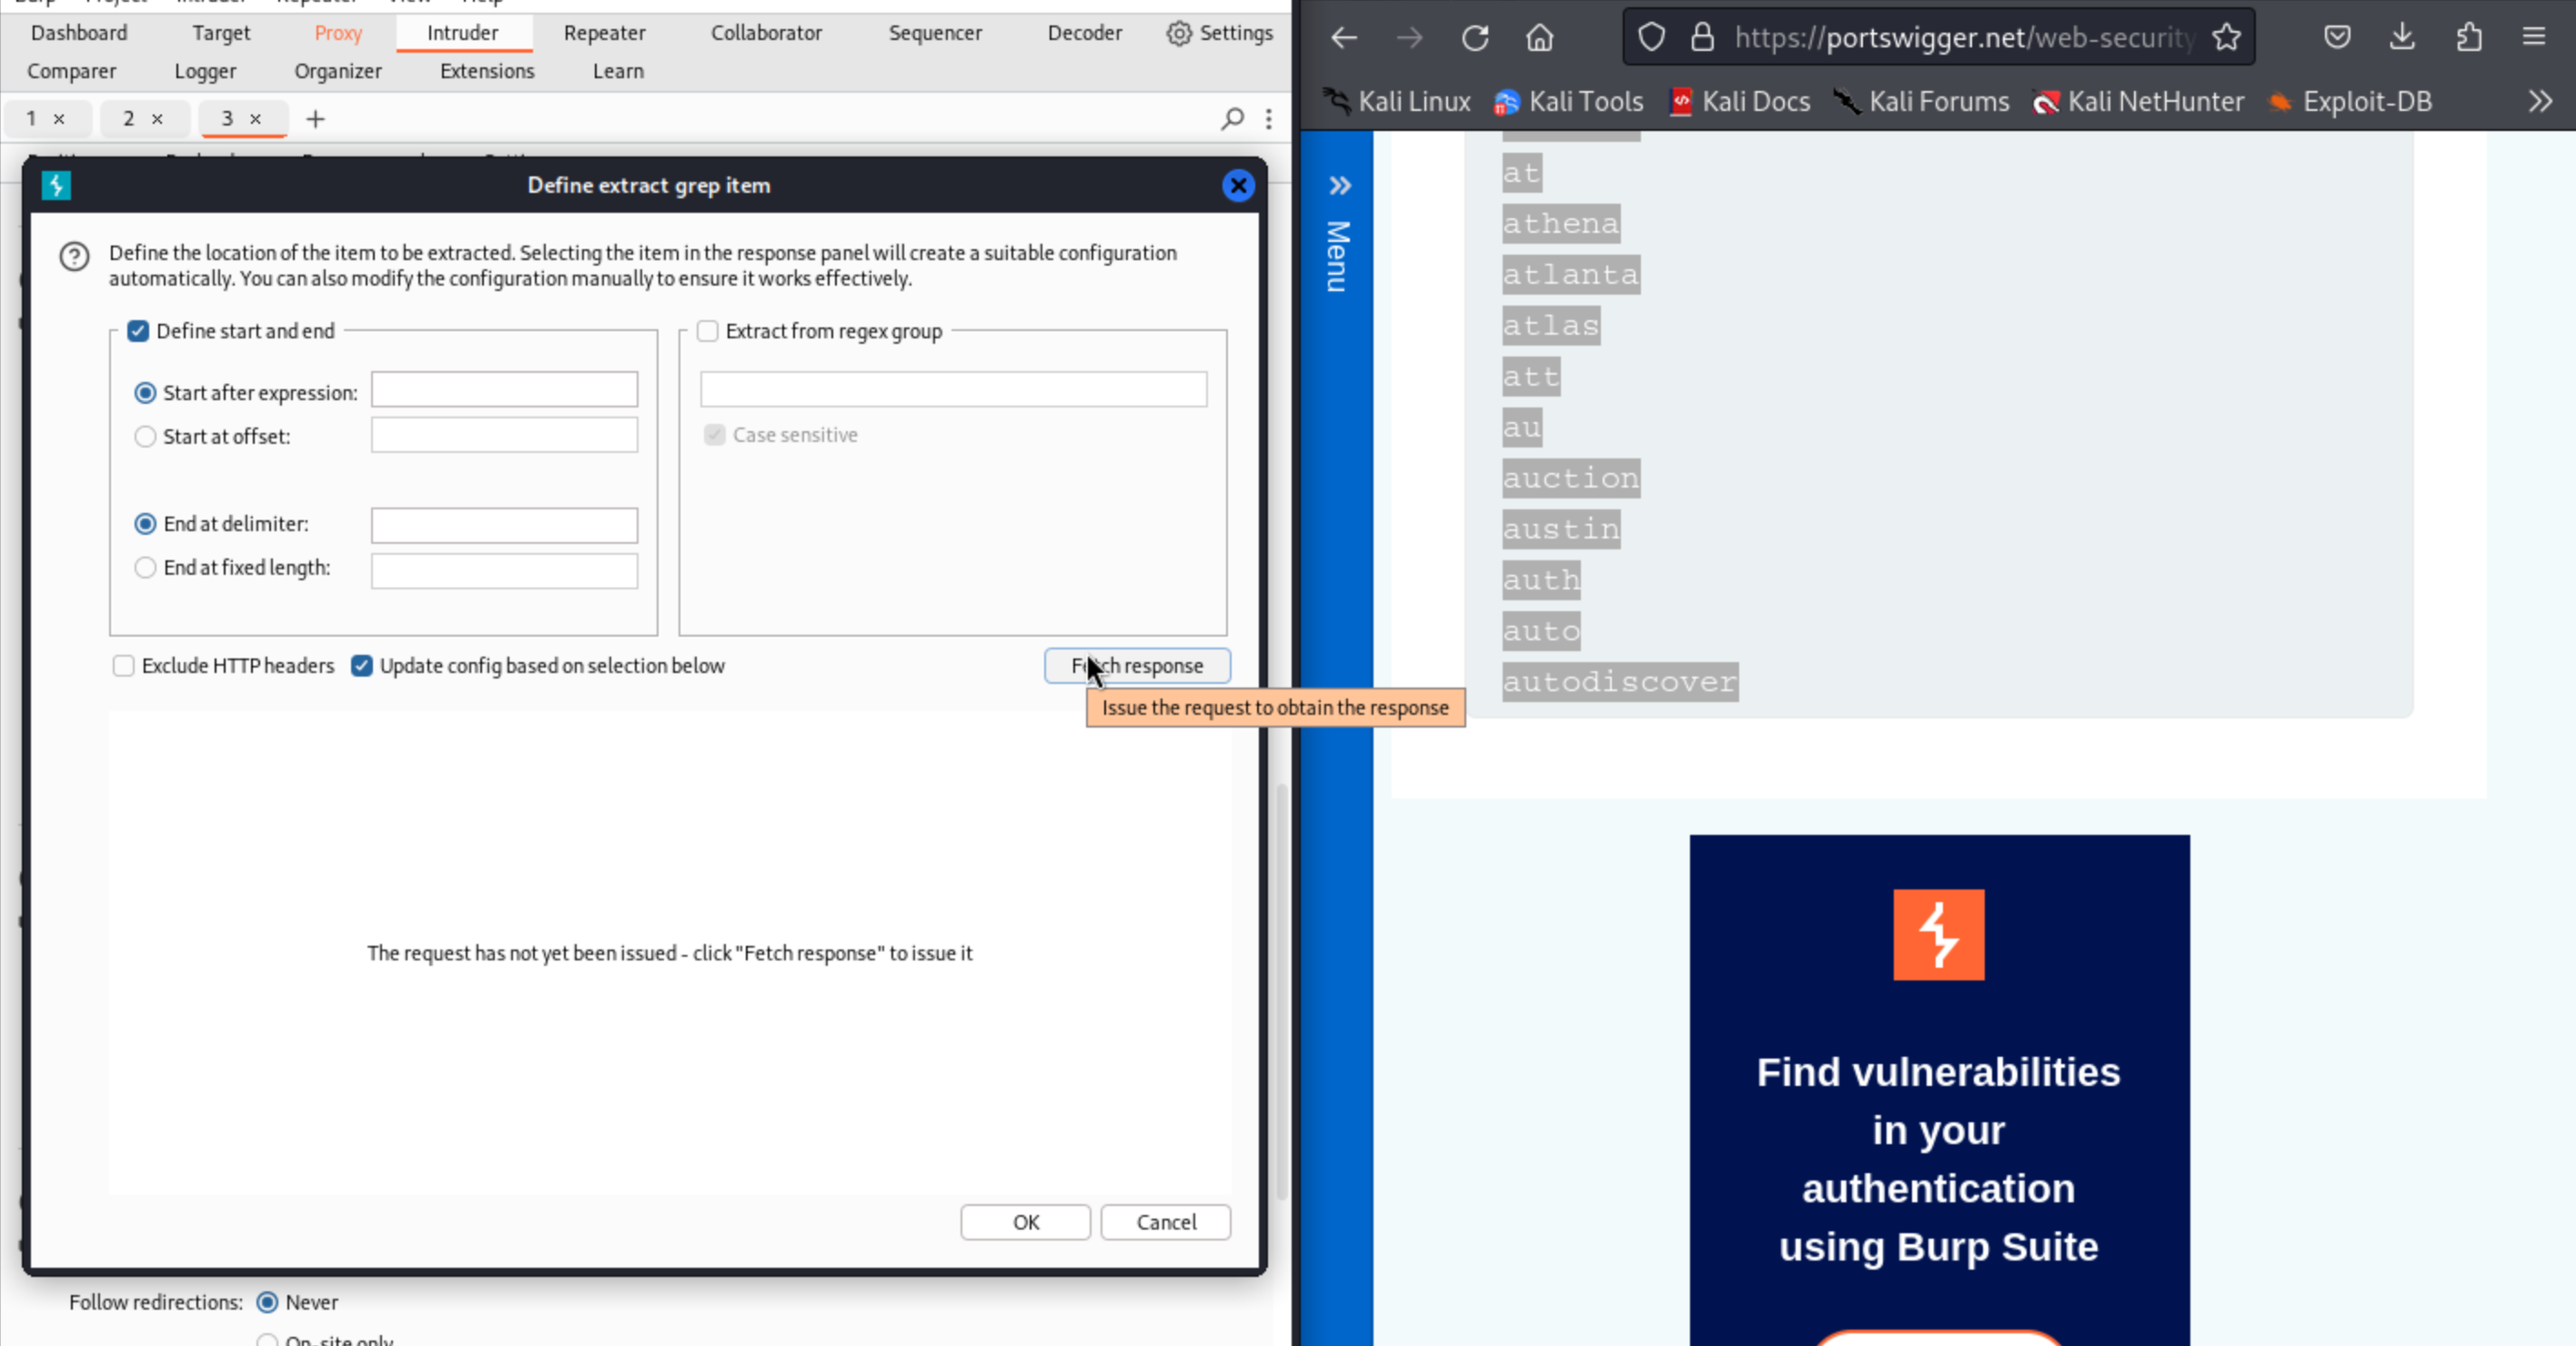 Burp Project Intruder Repeater View Help
Dashboard Target Proxy Intruder Repeater Collaborator Sequencer Decoder Settings
Comparer Logger Organizer Extensions Learn
1 × 2 × 3 × +
Define extract grep item
Define the location of the item to be extracted. Selecting the item in the response panel will create a suitable configuration
automatically. You can also modify the configuration manually to ensure it works effectively.
Define start and end
Start after expression:
Start at offset:
End at delimiter:
End at fixed length:
Extract from regex group
Case sensitive
Exclude HTTP headers
Update config based on selection below
Fetch response
Issue the request to obtain the response
The request has not yet been issued - click "Fetch response" to issue it
OK
Cancel
Follow redirections: Never
On-site only
https://portswigger.net/web-security
Kali Linux Kali Tools Kali Docs Kali Forums Kali NetHunter Exploit-DB
Menu
at
athena
atlanta
atlas
att
au
auction
austin
auth
auto
autodiscover
Find vulnerabilities
in your
authentication
using Burp Suite